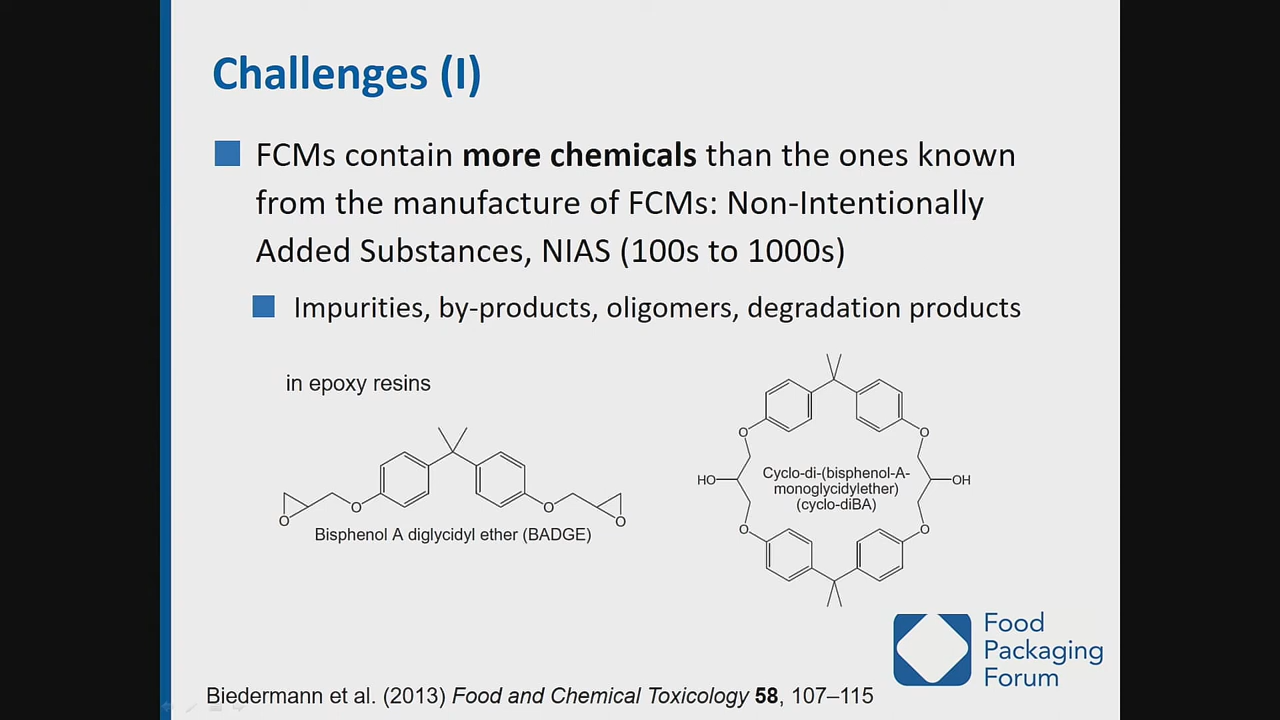 Challenges (I)
FCMs contain more chemicals than the ones known
from the manufacture of FCMs: Non-Intentionally
Added Substances, NIAS (100s to 1000s)
Impurities, by-products, oligomers, degradation products
in epoxy resins
O
O
O
O
Bisphenol A diglycidyl ether (BADGE)
O
O
HO
OH
Cyclo-di-(bisphenol-A-
monoglycidylether)
(cyclo-diBA)
O
O
Food
Packaging
Forum
Biedermann et al. (2013) Food and Chemical Toxicology 58, 107–115